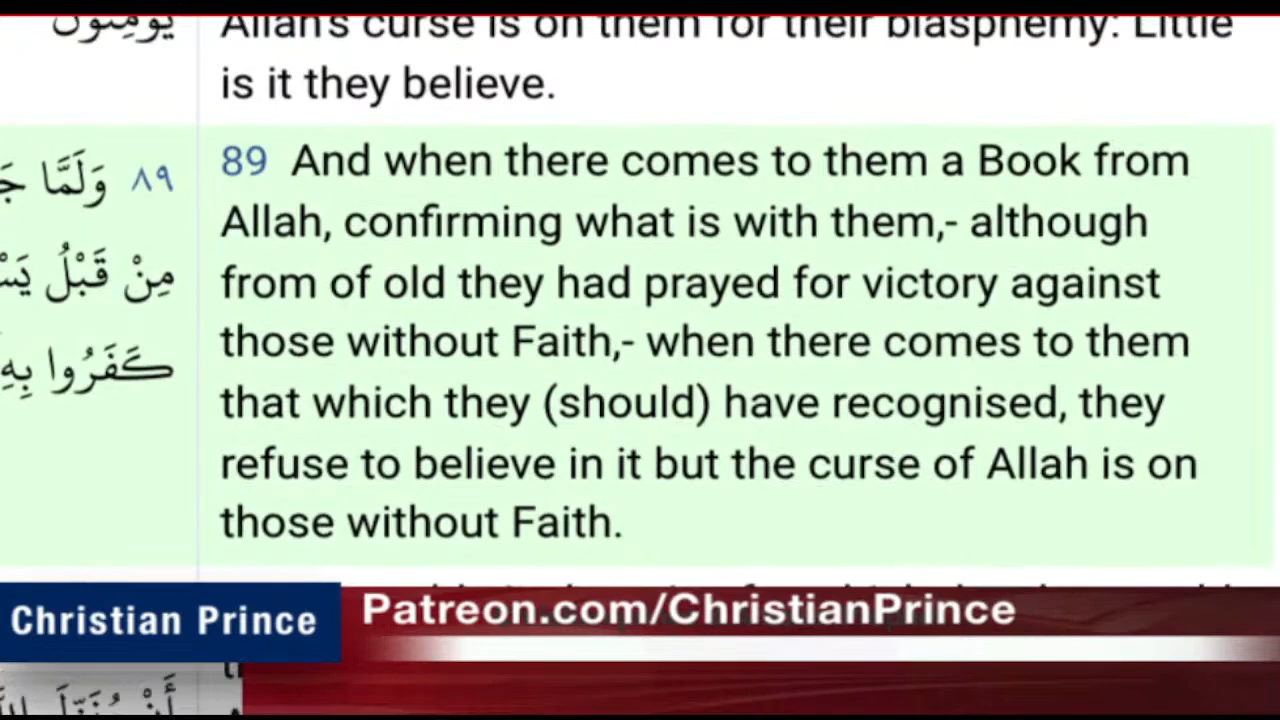 يُؤْمِنُونَ
Allah's curse is on them for their blasphemy: Little
is it they believe.
٨٩ وَلَمَّا
مِنْ قَبْلُ
كَفَرُوا بِهِ
89 And when there comes to them a Book from
Allah, confirming what is with them,- although
from of old they had prayed for victory against
those without Faith,- when there comes to them
that which they (should) have recognised, they
refuse to believe in it but the curse of Allah is on
those without Faith.
Christian Prince
Patreon.com/ChristianPrince